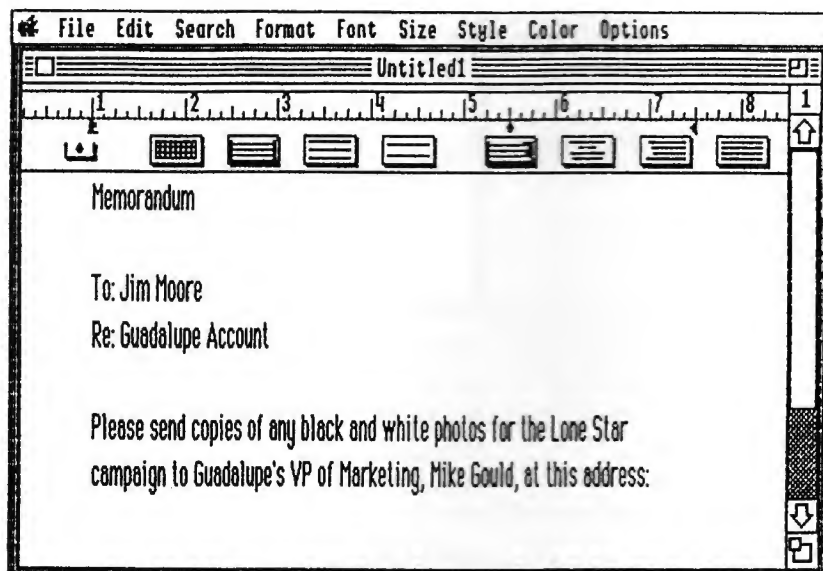 File Edit Search Format Font Size Style Color Options
Untitled1
1 2 3 4 5 6 7 8 1
Memorandum
To: Jim Moore
Re: Guadalupe Account
Please send copies of any black and white photos for the Lone Star
campaign to Guadalupe's VP of Marketing, Mike Gould, at this address: